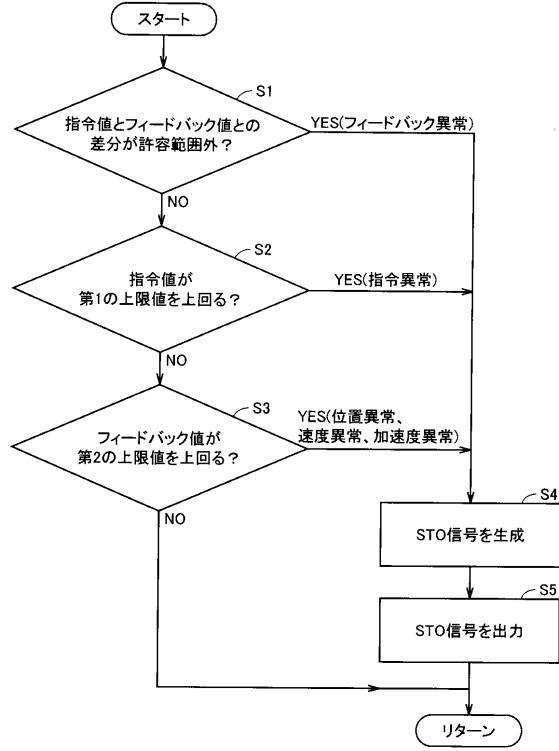 スタート
S1
指令値とフィードバック値との
差分が許容範囲外？
YES(フィードバック異常)
NO
S2
指令値が
第1の上限値を上回る？
YES(指令異常)
NO
S3
フィードバック値が
第2の上限値を上回る？
YES(位置異常、
速度異常、加速度異常)
NO
S4
STO信号を生成
S5
STO信号を出力
リターン